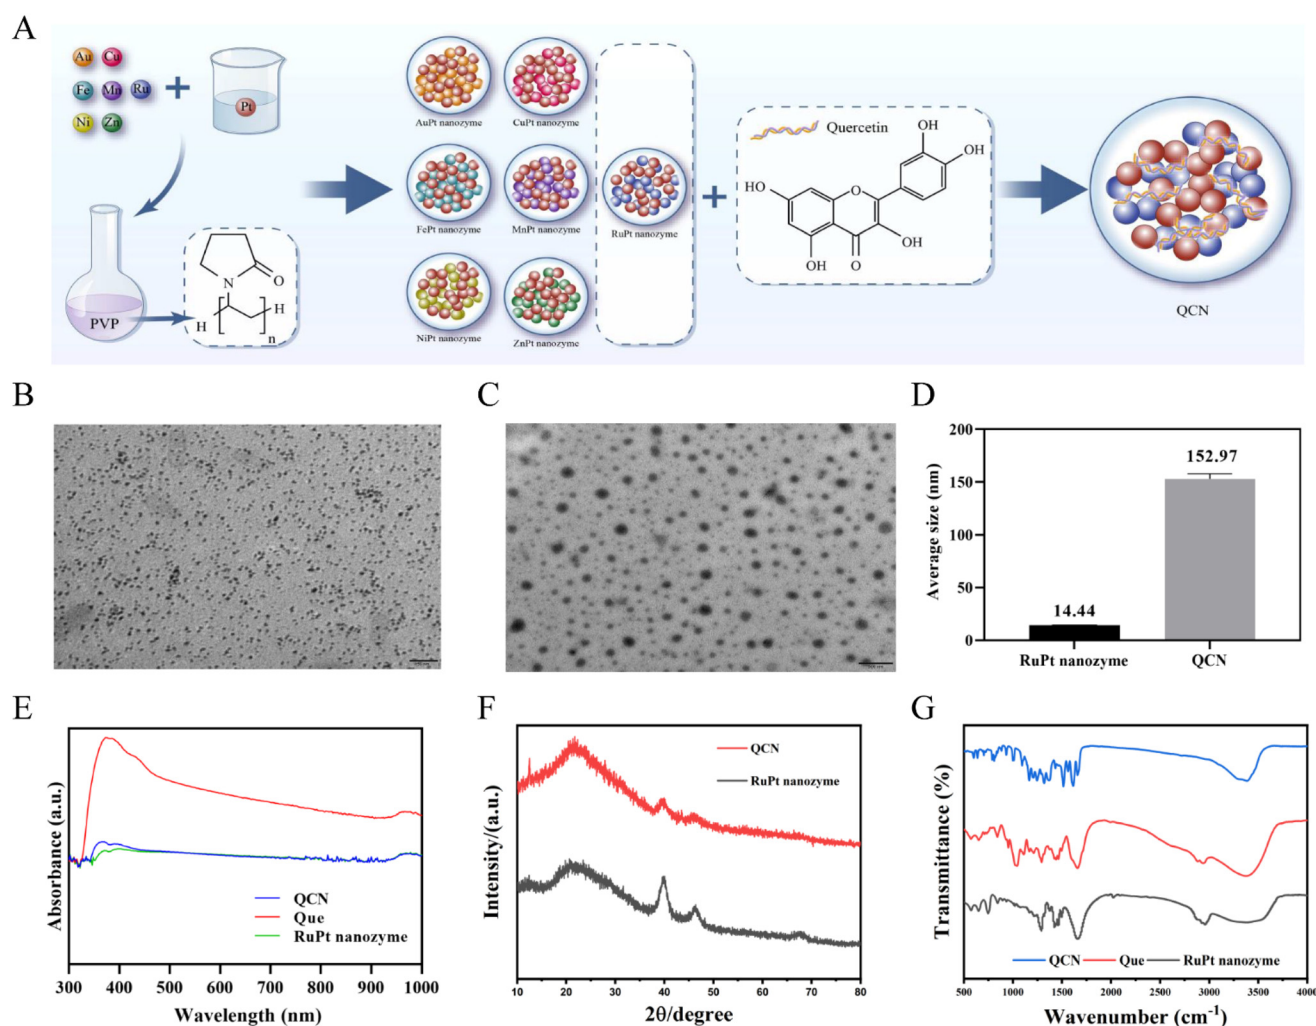 A
Au Cu
Fe Mn Ru
Ni Zn
+
Pt
PVP
N
O
H
H
n
AuPt nanozyme
CuPt nanozyme
FePt nanozyme
MnPt nanozyme
RuPt nanozyme
NiPt nanozyme
ZnPt nanozyme
+
Quercetin
OH
OH
HO
O
OH
OH
O
QCN
B
C
D
Average size (nm)
200
150
100
50
0
14.44
152.97
RuPt nanozyme
QCN
E
Absorbance (a.u.)
QCN
Que
RuPt nanozyme
300 400 500 600 700 800 900 1000
Wavelength (nm)
F
Intensity/(a.u.)
QCN
RuPt nanozyme
10 20 30 40 50 60 70 80
2θ/degree
G
Transmittance (%)
QCN Que RuPt nanozyme
500 1000 1500 2000 2500 3000 3500 4000
Wavenumber (cm⁻¹)